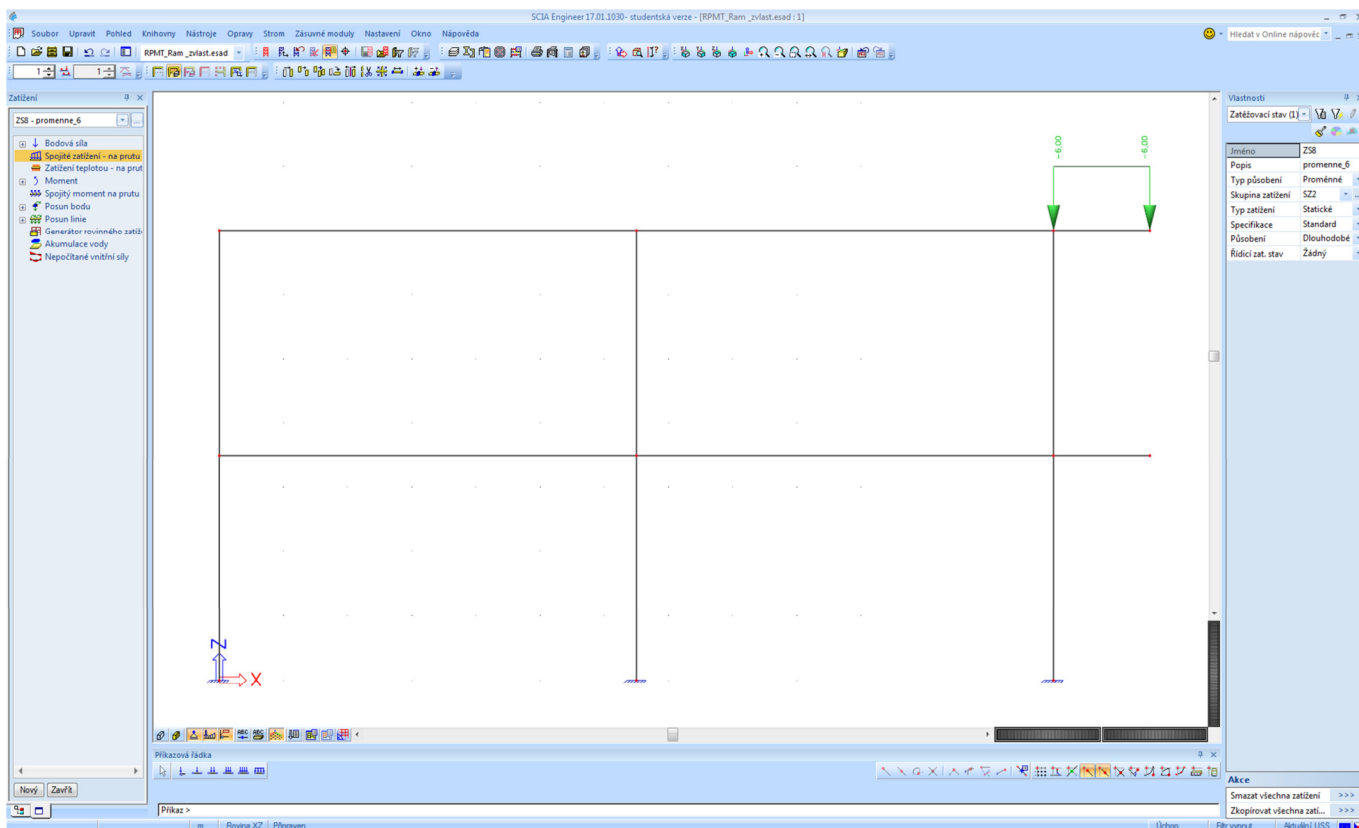 SCIA Engineer 17.01.1030- studentská verze - [RPMT_Ram _zvlast.esad : 1]
Soubor Upravit Pohled Knihovny Nástroje Opravy Strom Zásuvné moduly Nastavení Okno Nápověda
Hledat v Online nápověc
RPMT_Ram _zvlast.esad
1 1
Zatížení
ZS8 - promenne_6
Bodová síla
Spojité zatížení - na prutu
Zatížení teplotou - na prut
Moment
Spojitý moment na prutu
Posun bodu
Posun linie
Generátor rovinného zatíž
Akumulace vody
Nepočítané vnitřní síly
Nový Zavřít
-6,00 -6,00
Z
X
Vlastnosti
Zatěžovací stav (1)
Jméno ZS8
Popis promenne_6
Typ působení Proměnné
Skupina zatížení SZ2
Typ zatížení Statické
Specifikace Standard
Působení Dlouhodobé
Řídicí zat. stav Žádný
ABC ABC
Příkazová řádka
Příkaz >
Akce
Smazat všechna zatížení >>>
Zkopírovat všechna zatí... >>>
m Rovina XZ Připraven Úchop Filtr vypnut Aktuální USS